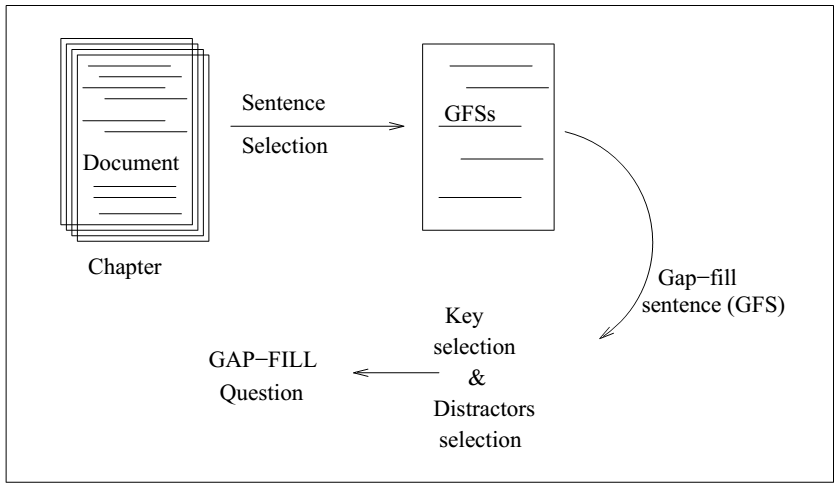 Document
Chapter
Sentence
Selection
GFSs
Gap−fill
sentence (GFS)
Key
selection
&
Distractors
selection
GAP−FILL
Question